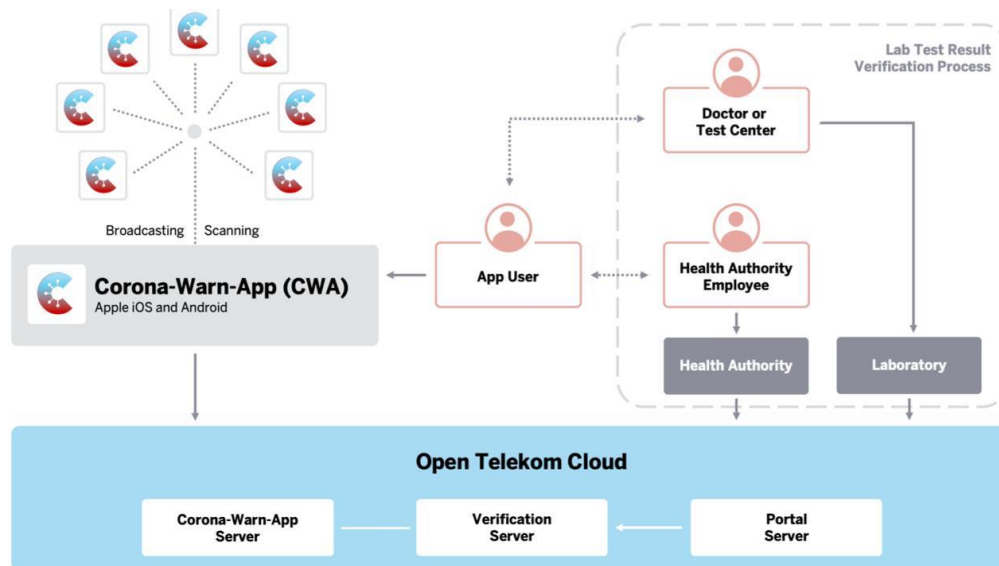 Lab Test Result
Verification Process
Doctor or
Test Center
Broadcasting
Scanning
App User
Health Authority
Employee
Corona-Warn-App (CWA)
Apple iOS and Android
Health Authority
Laboratory
Open Telekom Cloud
Corona-Warn-App
Server
Verification
Server
Portal
Server